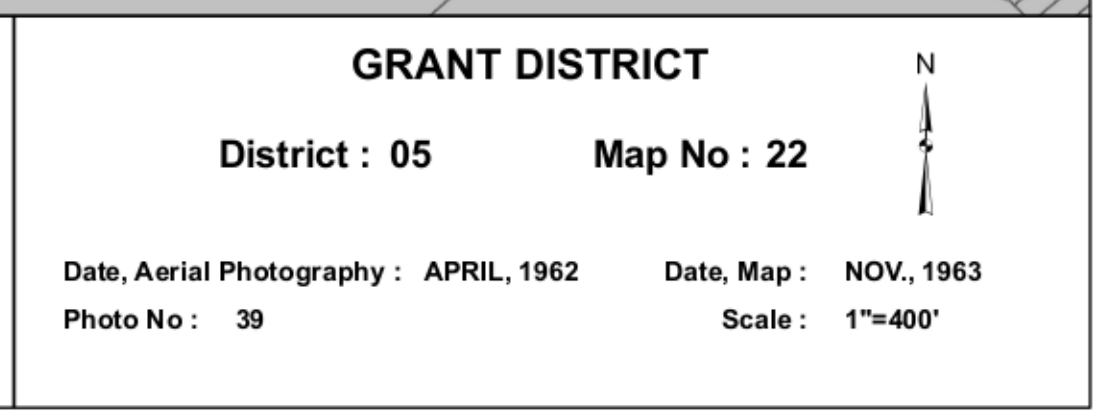 GRANT DISTRICT
N
District : 05 Map No : 22
Date, Aerial Photography : APRIL, 1962 Date, Map : NOV., 1963
Photo No : 39 Scale : 1"=400'